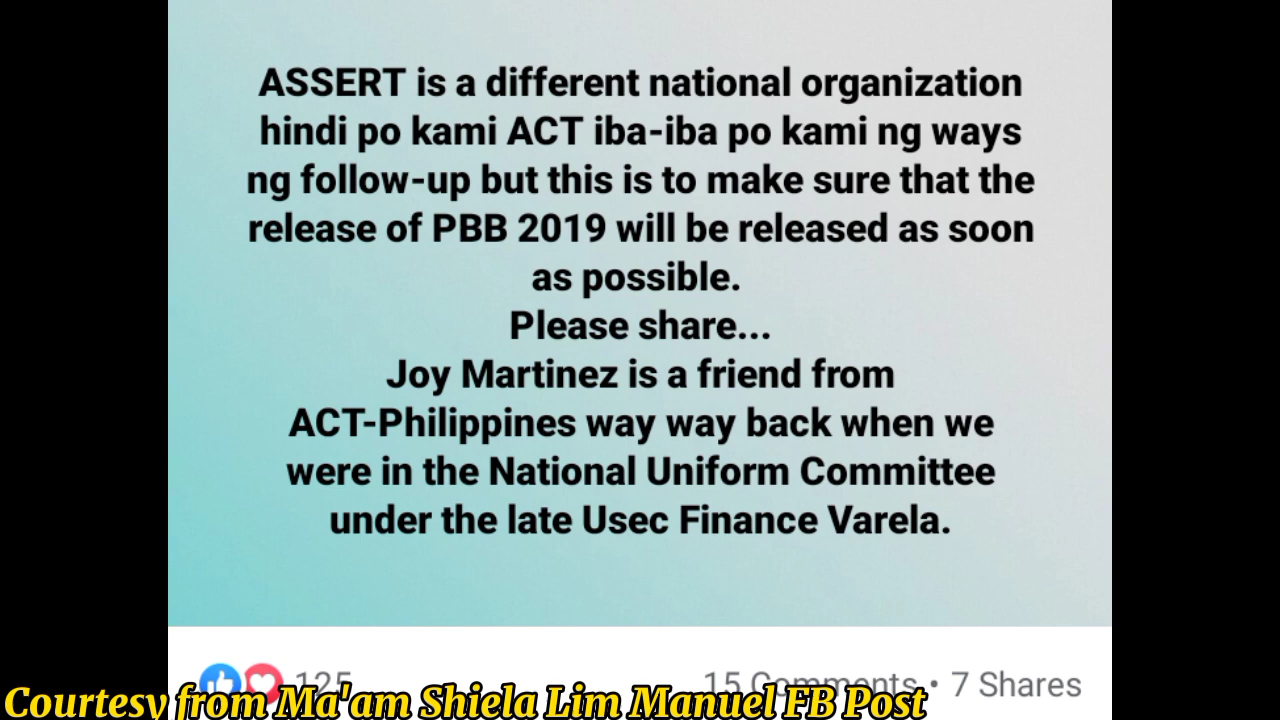 ASSERT is a different national organization
hindi po kami ACT iba-iba po kami ng ways
ng follow-up but this is to make sure that the
release of PBB 2019 will be released as soon
as possible.
Please share...
Joy Martinez is a friend from
ACT-Philippines way way back when we
were in the National Uniform Committee
under the late Usec Finance Varela.
125 15 Comments • 7 Shares
Courtesy from Ma'am Shiela Lim Manuel FB Post